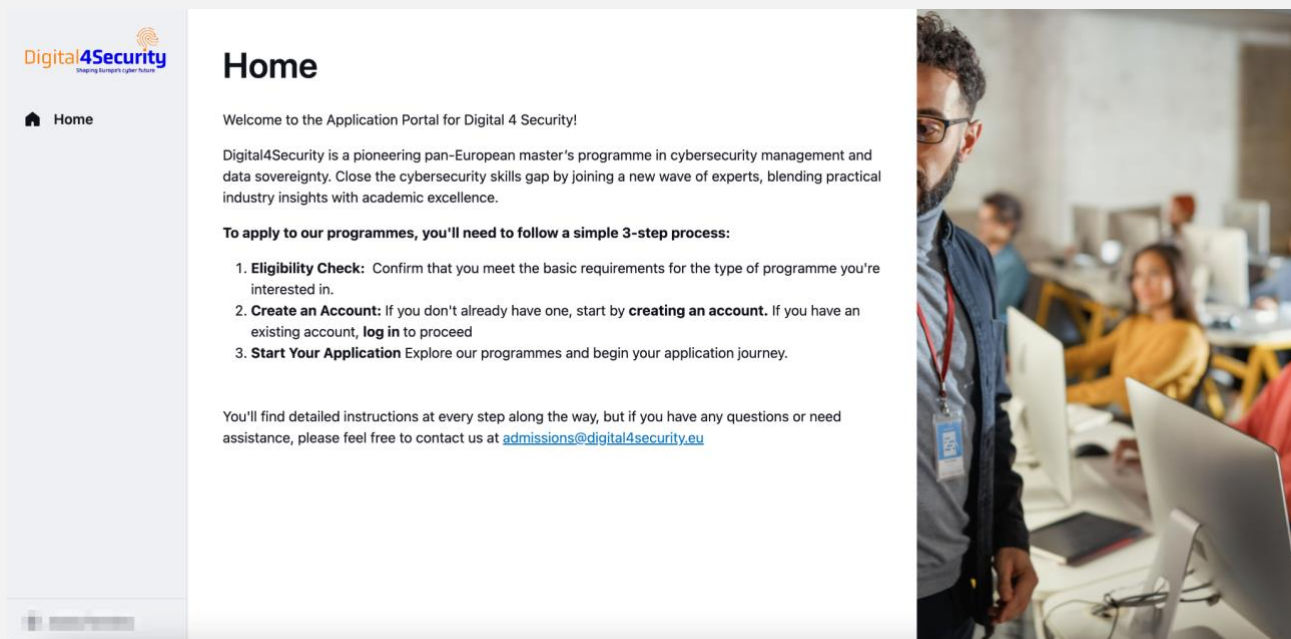 Digital4Security
Shaping Europe's cyber future
Home
Home
Welcome to the Application Portal for Digital 4 Security!
Digital4Security is a pioneering pan-European master's programme in cybersecurity management and
data sovereignty. Close the cybersecurity skills gap by joining a new wave of experts, blending practical
industry insights with academic excellence.
To apply to our programmes, you'll need to follow a simple 3-step process:
1. Eligibility Check: Confirm that you meet the basic requirements for the type of programme you're
interested in.
2. Create an Account: If you don't already have one, start by creating an account. If you have an
existing account, log in to proceed
3. Start Your Application Explore our programmes and begin your application journey.
You'll find detailed instructions at every step along the way, but if you have any questions or need
assistance, please feel free to contact us at admissions@digital4security.eu